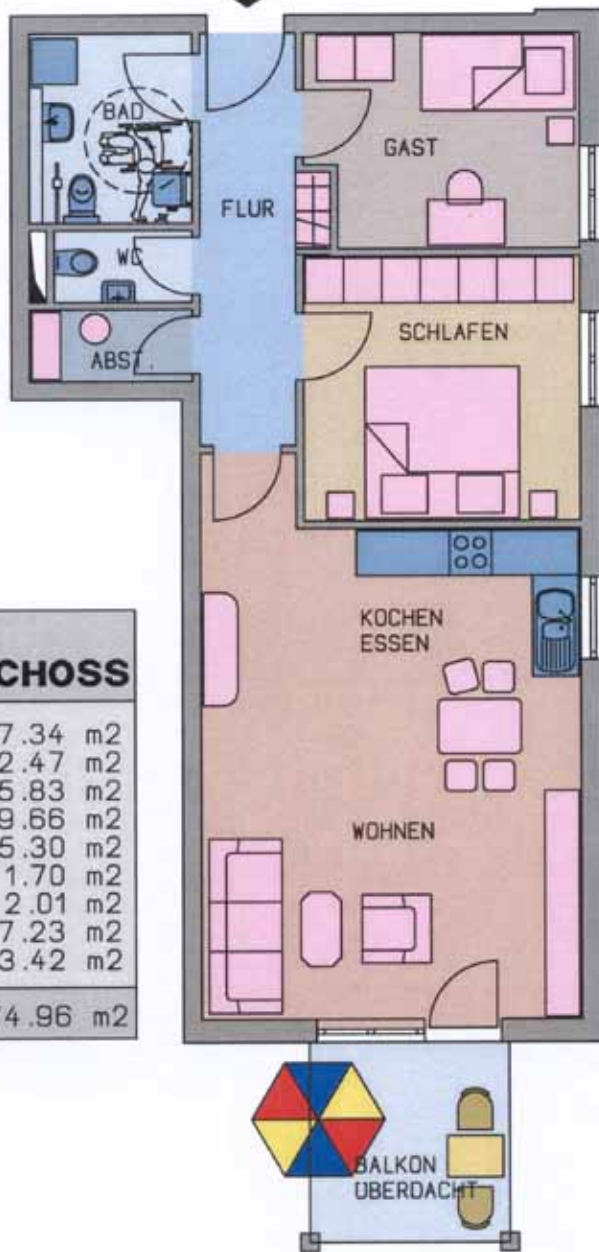 BAD
GAST
FLUR
WC
SCHLAFEN
ABST.
KOCHEN
ESSEN
CHOSS
7.34 m2
2.47 m2
5.83 m2
9.66 m2
5.30 m2
1.70 m2
2.01 m2
7.23 m2
3.42 m2
4.96 m2
WOHNEN
BALKON
ÜBERDACHT